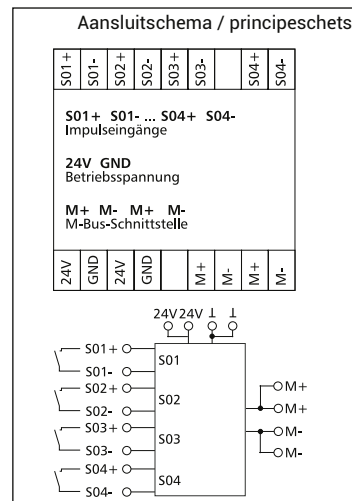 Aansluitschema / principeschets
S01+ S01- S02+ S02- S03+ S03- S04+ S04-
S01+ S01- ... S04+ S04-
Impulseingänge
24V GND
Betriebsspannung
M+ M- M+ M-
M-Bus-Schnittstelle
24V GND 24V GND M+ M- M+ M-
24V 24V ⊥ ⊥
S01+
S01
S01-
S02+
S02
M+
S02-
M+
S03+
S03
M-
S03-
M-
S04+
S04
S04-